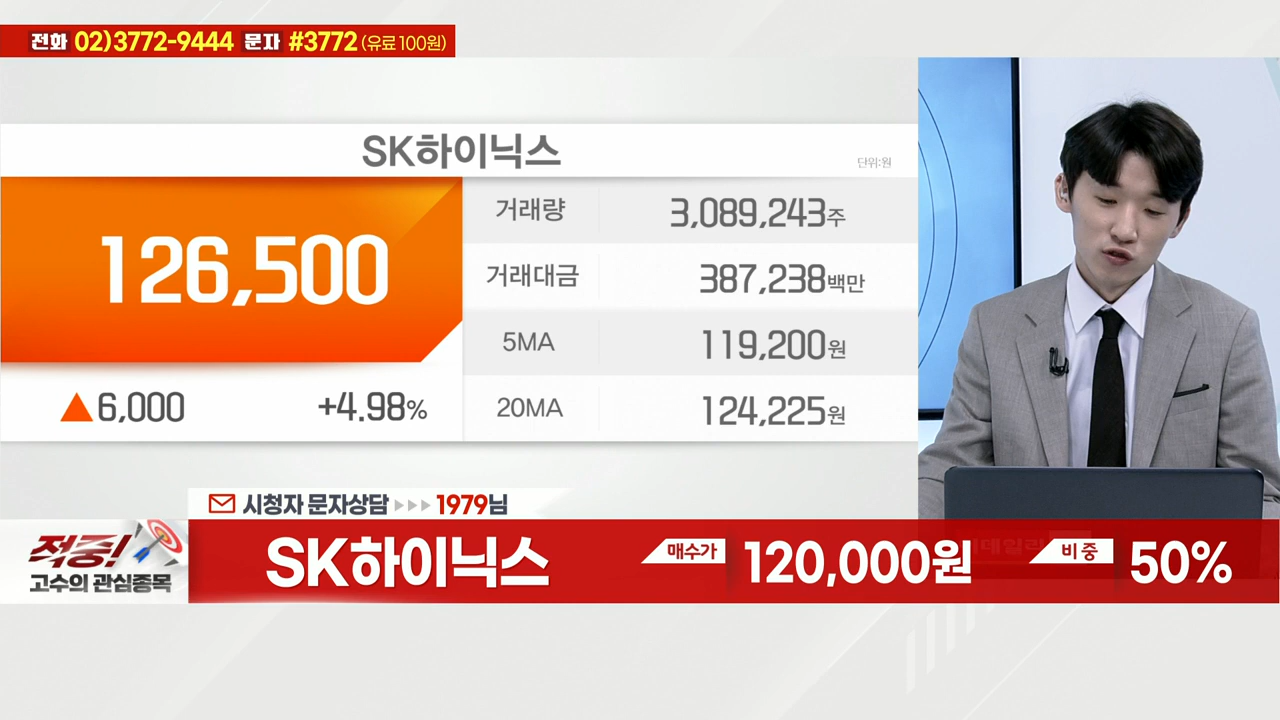 전화 02)3772-9444 문자 #3772 (유료 100원)
SK하이닉스
단위:원
126,500
▲6,000 +4.98%
거래량 3,089,243주
거래대금 387,238백만
5MA 119,200원
20MA 124,225원
시청자 문자상담 ▶▶▶ 1979님
적중!
고수의 관심종목
SK하이닉스 매수가 120,000원 비중 50%